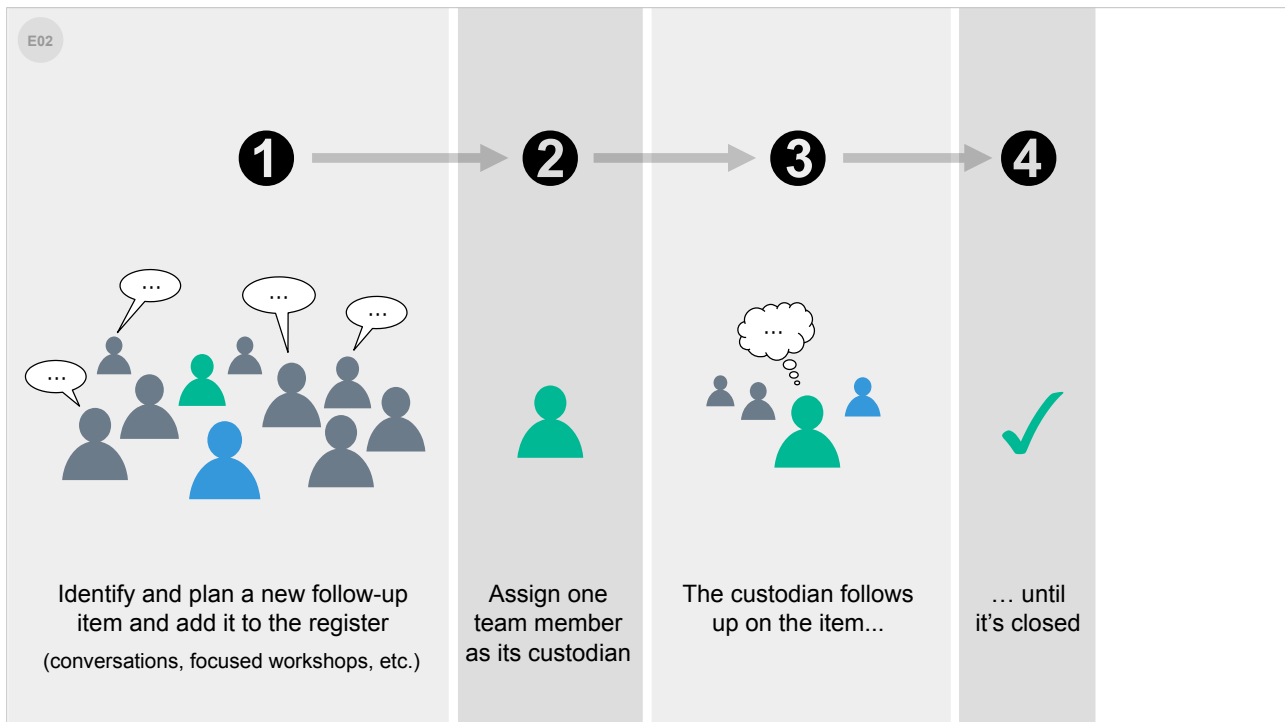 E02
1
2
3
4
...
...
...
...
...
Identify and plan a new follow-up
item and add it to the register
(conversations, focused workshops, etc.)
Assign one
team member
as its custodian
The custodian follows
up on the item...
… until
it’s closed